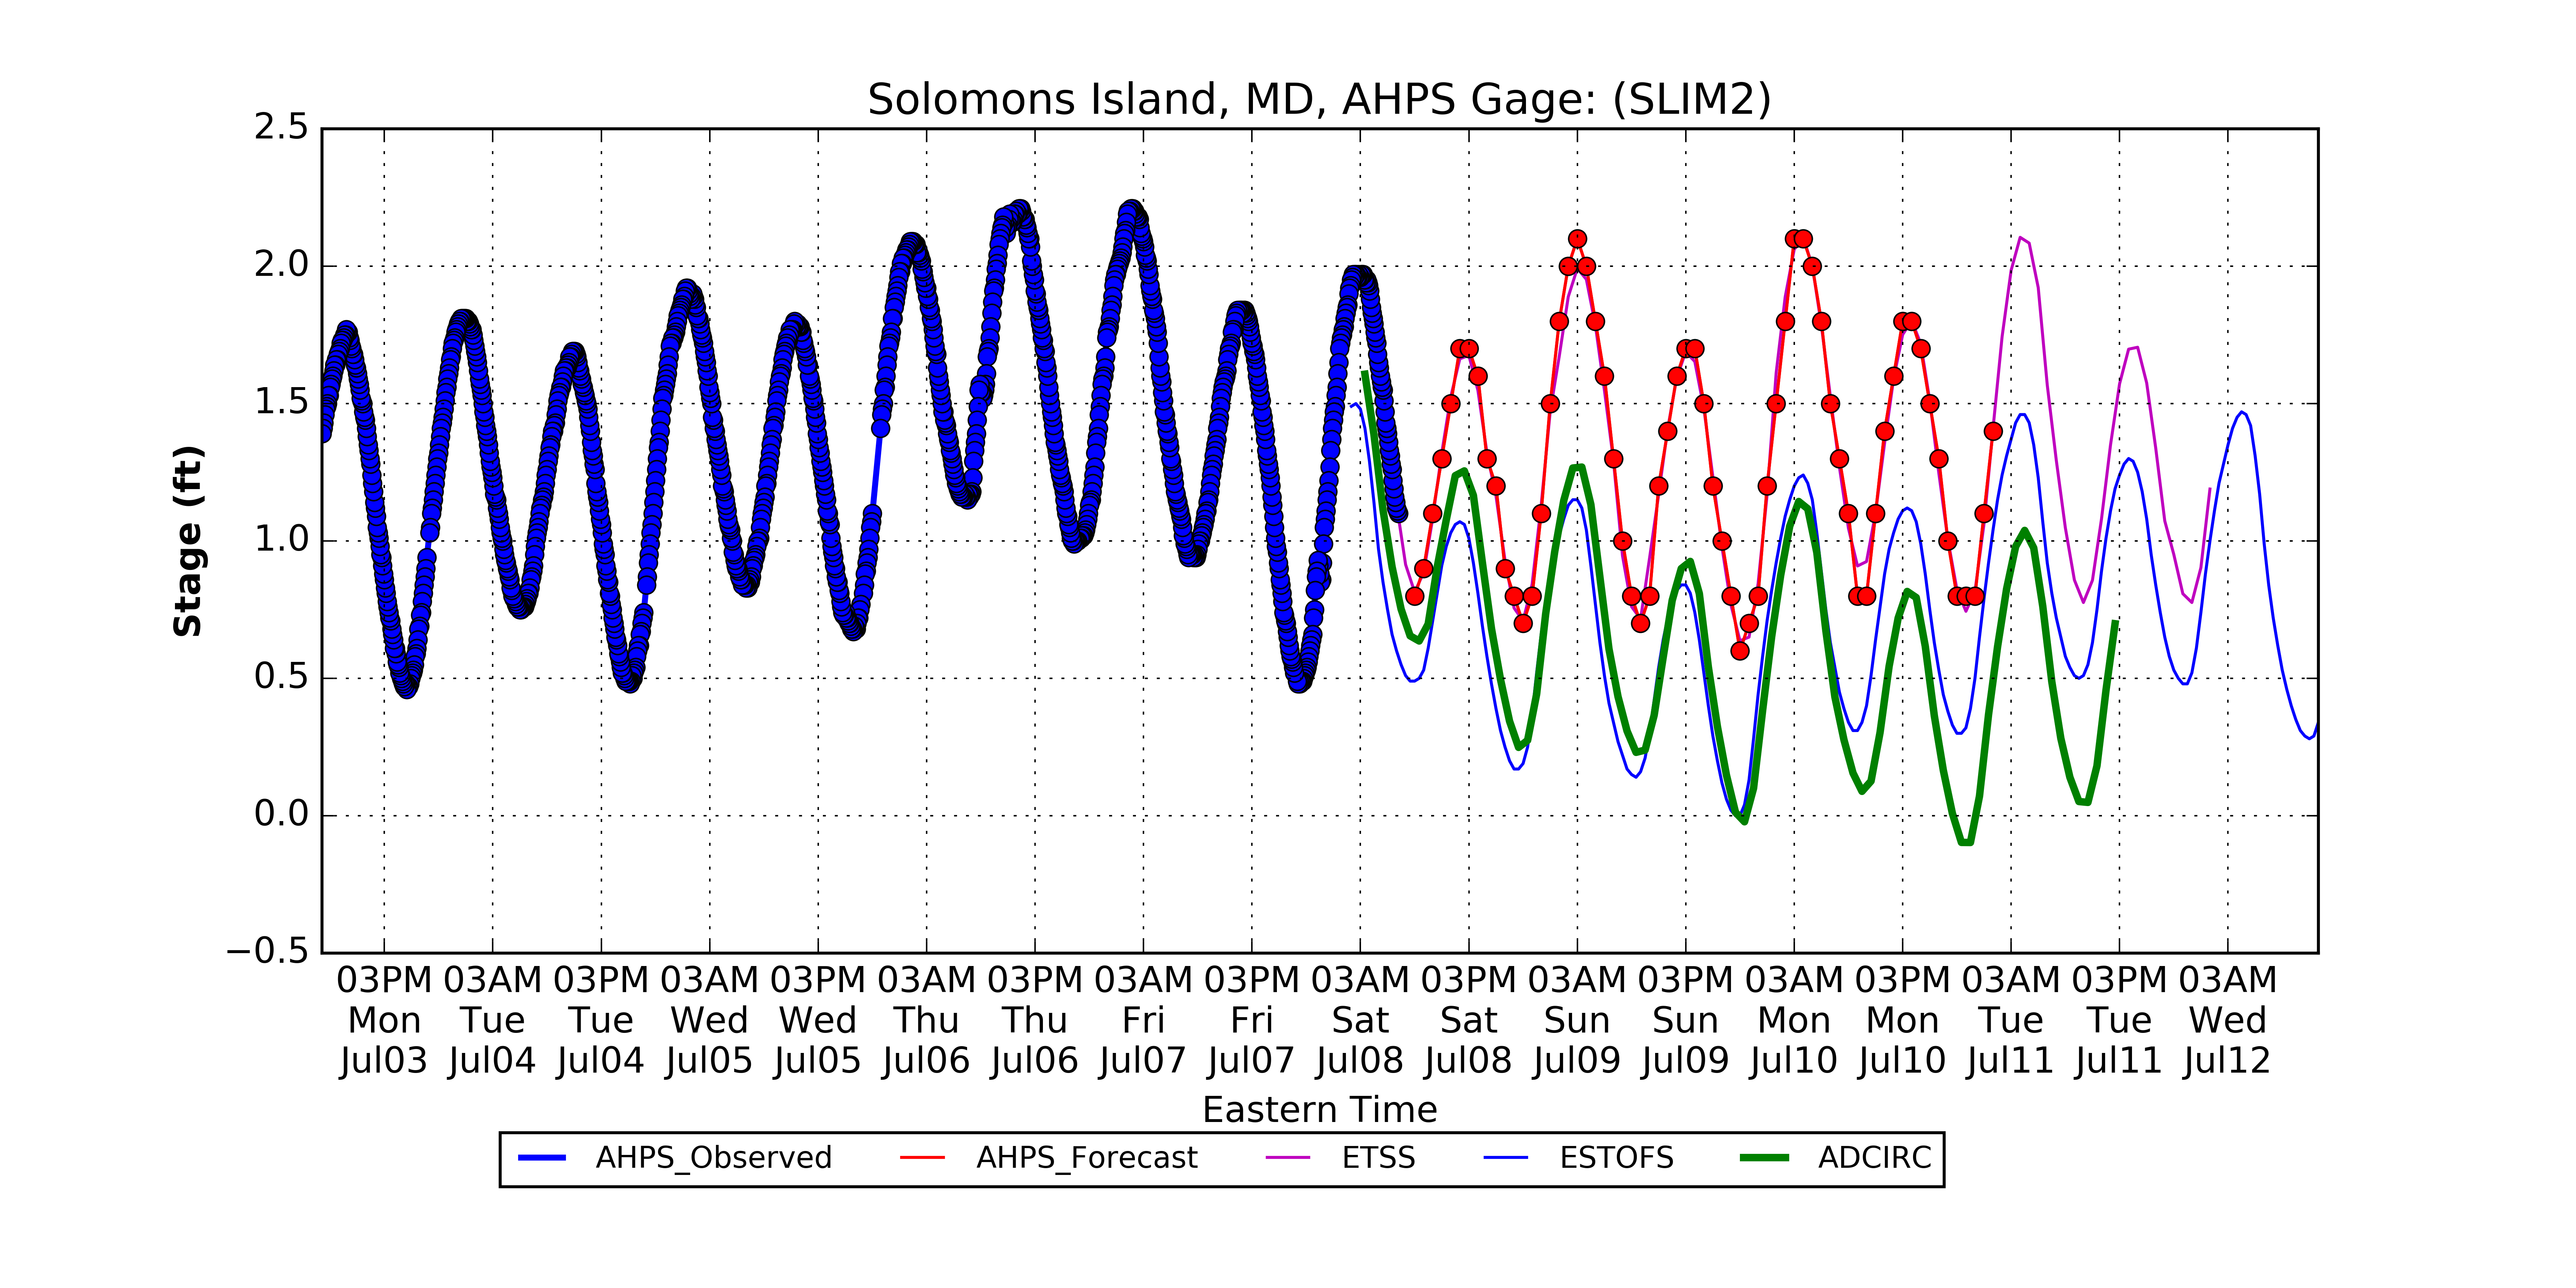 Solomons Island, MD, AHPS Gage: (SLIM2)
Stage (ft)
2.5
2.0
1.5
1.0
0.5
0.0
−0.5
03PM 03AM 03PM 03AM 03PM 03AM 03PM 03AM 03PM 03AM 03PM 03AM 03PM 03AM 03PM 03AM 03PM 03AM
Mon Tue Tue Wed Wed Thu Thu Fri Fri Sat Sat Sun Sun Mon Mon Tue Tue Wed
Jul03 Jul04 Jul04 Jul05 Jul05 Jul06 Jul06 Jul07 Jul07 Jul08 Jul08 Jul09 Jul09 Jul10 Jul10 Jul11 Jul11 Jul12
Eastern Time
AHPS_Observed AHPS_Forecast ETSS ESTOFS ADCIRC